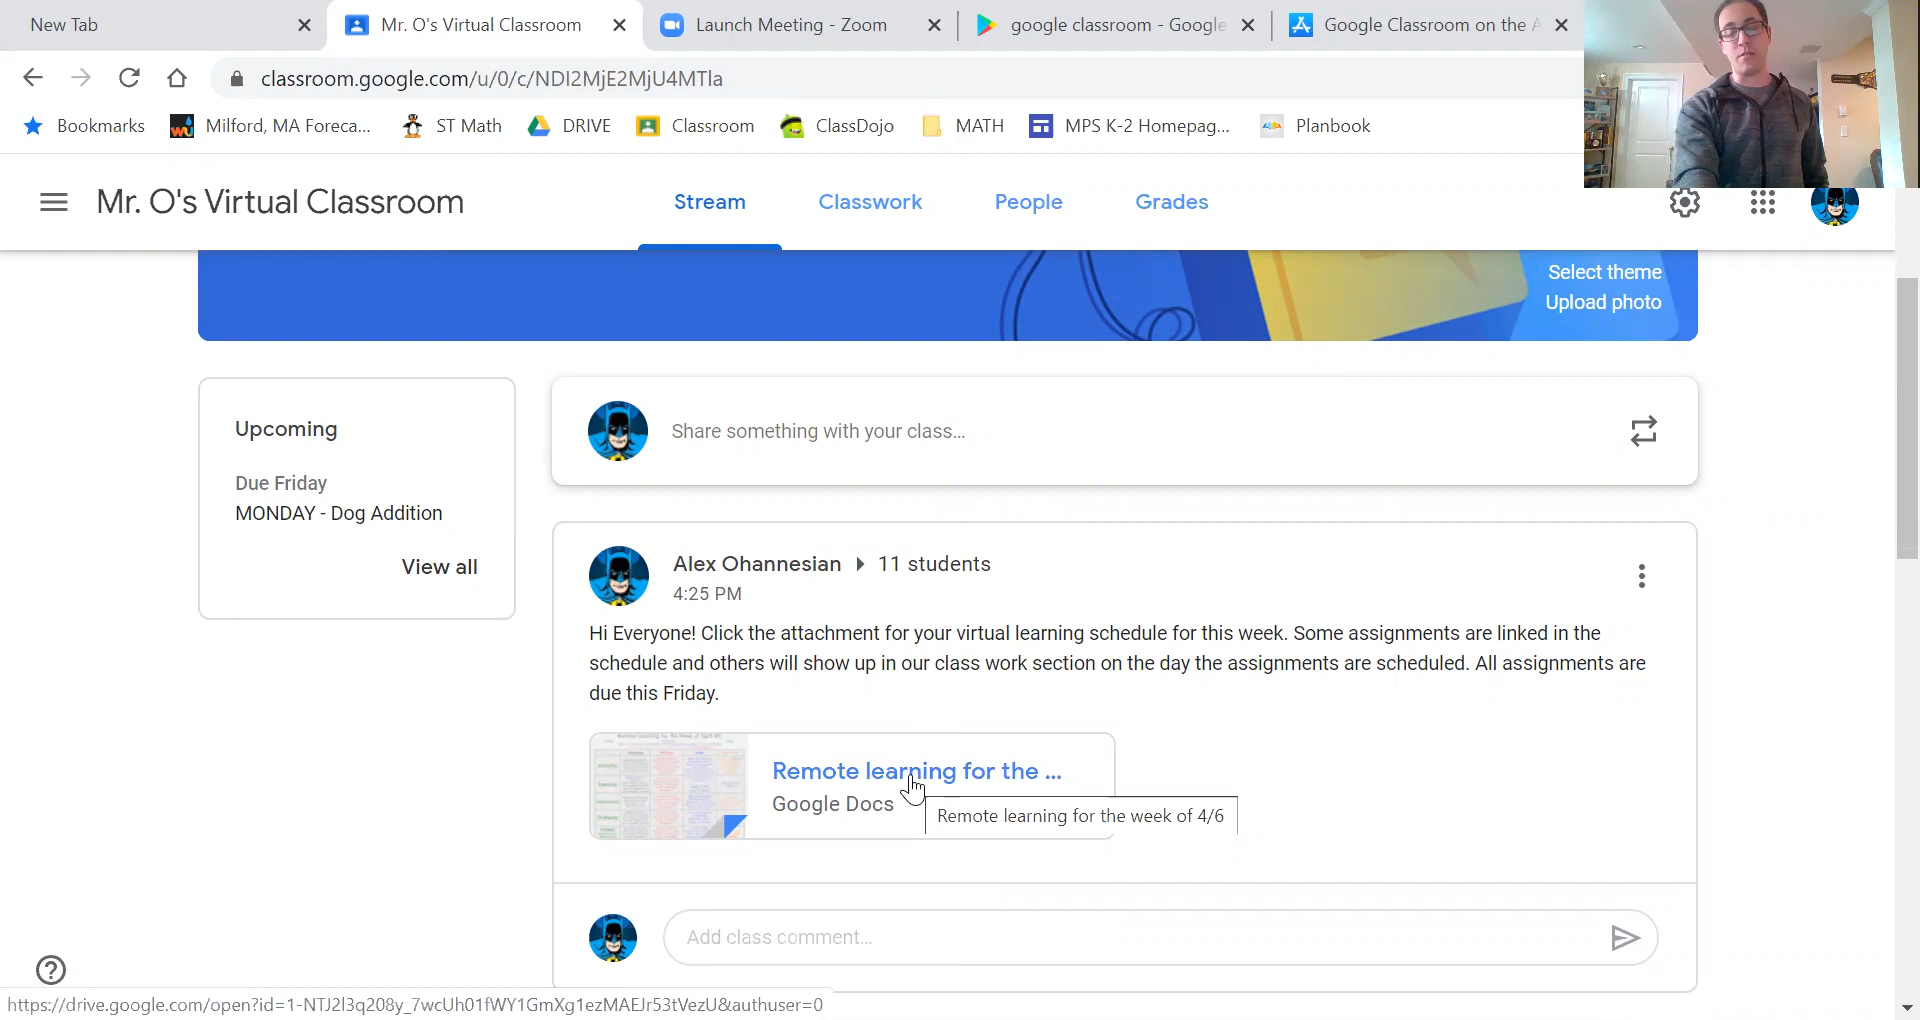 New Tab
Mr. O's Virtual Classroom
Launch Meeting - Zoom
google classroom - Google
Google Classroom on the A
classroom.google.com/u/0/c/NDI2MjE2MjU4MTla
Bookmarks
Milford, MA Foreca...
ST Math
DRIVE
Classroom
ClassDojo
MATH
MPS K-2 Homepag...
Planbook
Mr. O's Virtual Classroom
Stream
Classwork
People
Grades
Select theme
Upload photo
Upcoming
Due Friday
MONDAY - Dog Addition
View all
Share something with your class...
Alex Ohannesian
11 students
4:25 PM
Hi Everyone! Click the attachment for your virtual learning schedule for this week. Some assignments are linked in the
schedule and others will show up in our class work section on the day the assignments are scheduled. All assignments are
due this Friday.
Remote learning for the ...
Google Docs
Remote learning for the week of 4/6
Add class comment...
https://drive.google.com/open?id=1-NTJ2l3q208y_7wcUh01fWY1GmXg1ezMAEJr53tVezU&authuser=0